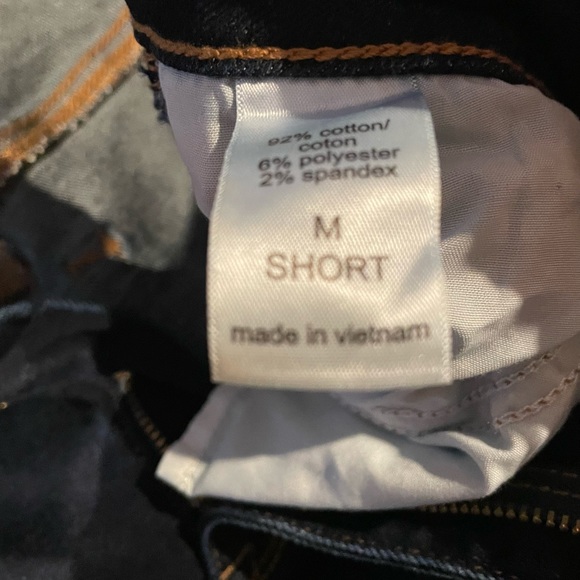 92% cotton/
coton
6% polyester
2% spandex
M
SHORT
made in vietnam